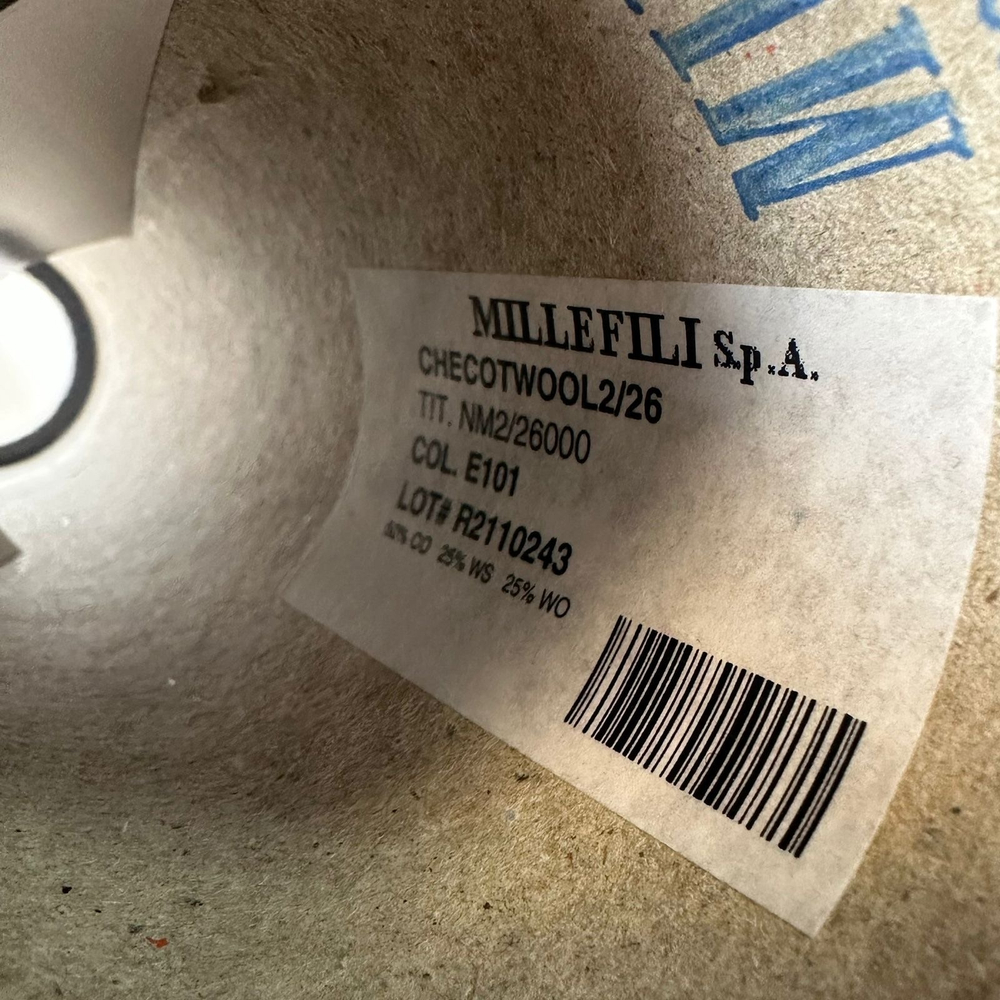 MILLEFILI S.p.A.
CHECOTWOOL2/26
TIT. NM2/26000
COL. E101
LOT# R2110243
50% CO 25% WS 25% WO